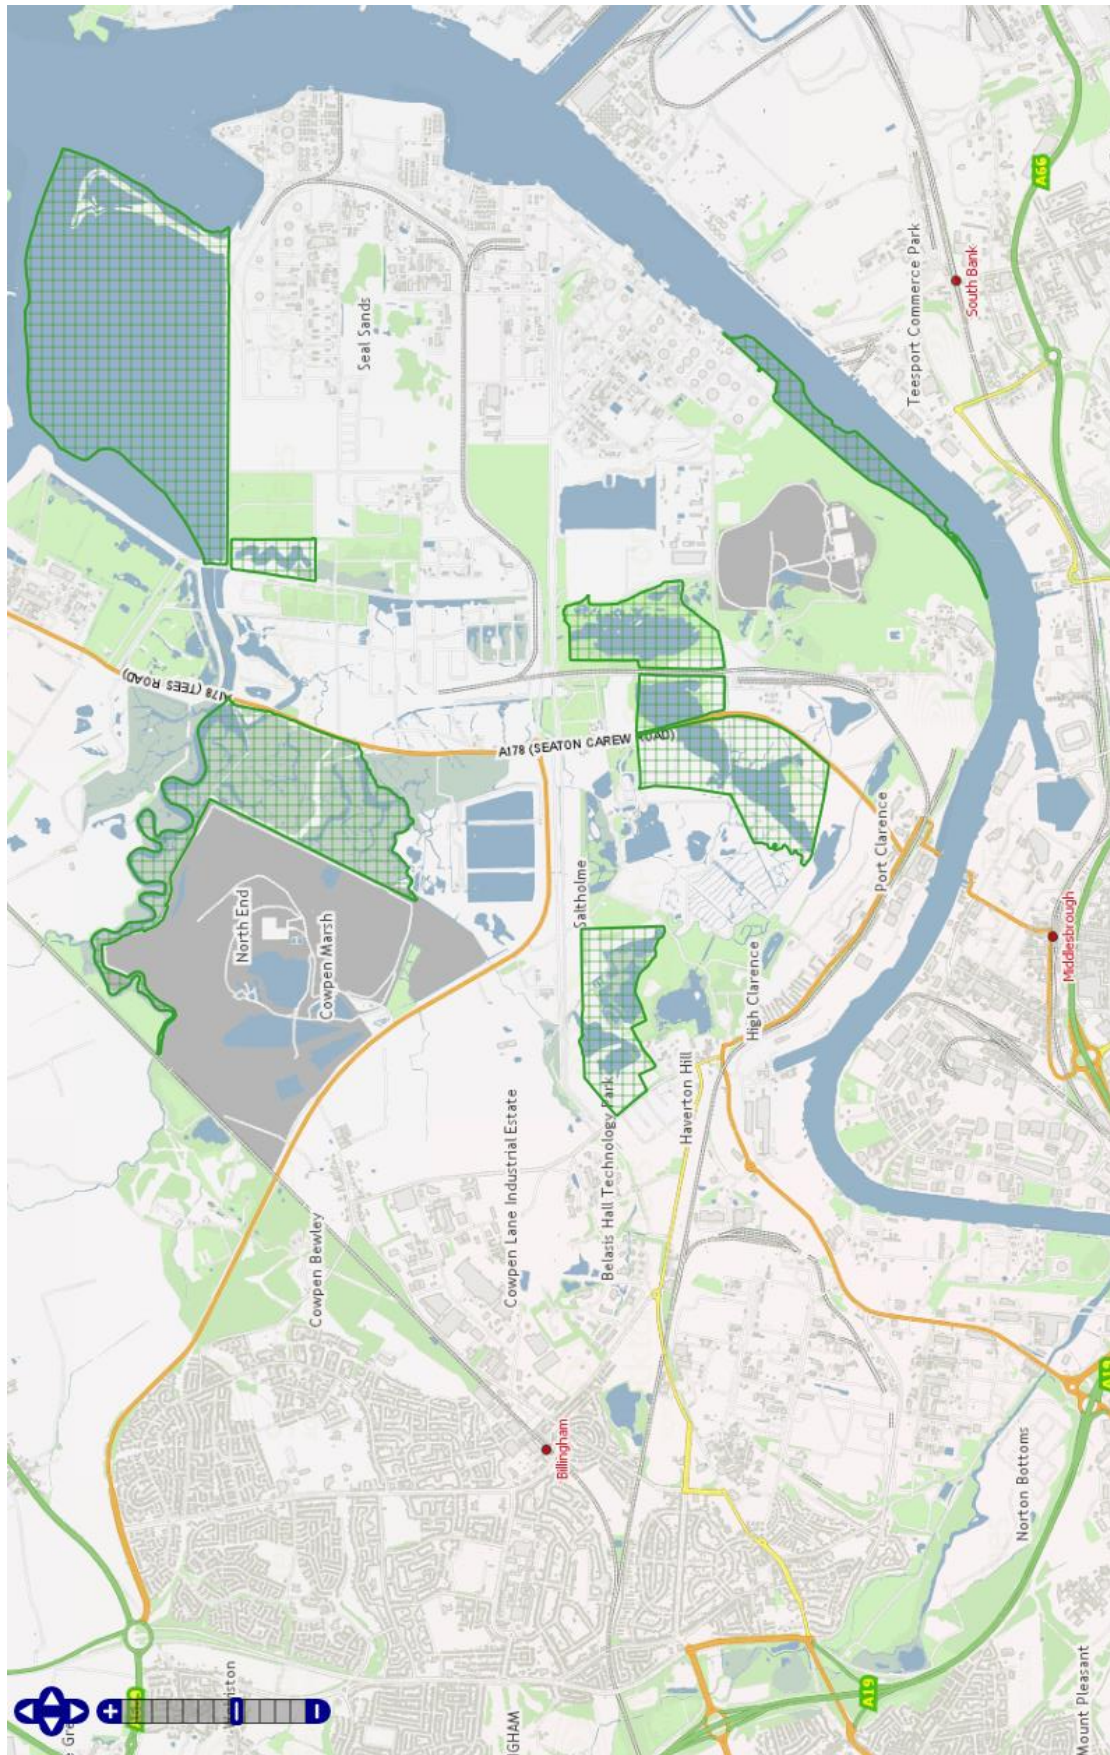 A66
South Bank
Teesport Commerce Park
Seal Sands
A178 (TEES ROAD)
A178 (SEATON CAREW ROAD)
Port Clarence
Saltholme
North End
Cowpen Marsh
High Clarence
Middlesbrough
Haverton Hill
Belasis Hall Technology Park
Cowpen Lane Industrial Estate
Cowpen Bewley
Billingham
Norton Bottoms
A19
A19
Mount Pleasant